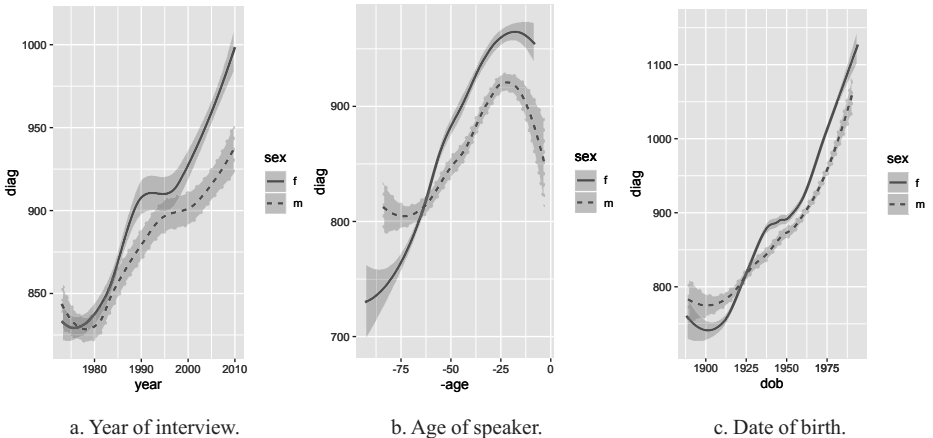 1000
950
900
850
diag
1980
1990
2000
2010
year
sex
f
m
a. Year of interview.
900
800
700
diag
-75
-50
-25
0
-age
sex
f
m
b. Age of speaker.
1100
1000
900
800
diag
1900
1925
1950
1975
dob
sex
f
m
c. Date of birth.